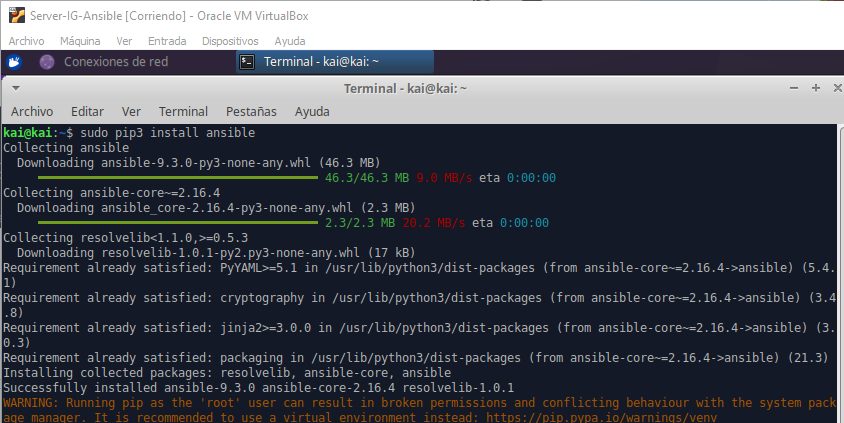 Server-IG-Ansible [Corriendo] - Oracle VM VirtualBox
Archivo Máquina Ver Entrada Dispositivos Ayuda
Conexiones de red Terminal - kai@kai: ~
Terminal - kai@kai: ~
Archivo Editar Ver Terminal Pestañas Ayuda
kai@kai:~$ sudo pip3 install ansible
Collecting ansible
  Downloading ansible-9.3.0-py3-none-any.whl (46.3 MB)
46.3/46.3 MB 9.0 MB/s eta 0:00:00
Collecting ansible-core~=2.16.4
  Downloading ansible_core-2.16.4-py3-none-any.whl (2.3 MB)
2.3/2.3 MB 20.2 MB/s eta 0:00:00
Collecting resolvelib<1.1.0,>=0.5.3
  Downloading resolvelib-1.0.1-py2.py3-none-any.whl (17 kB)
Requirement already satisfied: PyYAML>=5.1 in /usr/lib/python3/dist-packages (from ansible-core~=2.16.4->ansible) (5.4.
1)
Requirement already satisfied: cryptography in /usr/lib/python3/dist-packages (from ansible-core~=2.16.4->ansible) (3.4
.8)
Requirement already satisfied: jinja2>=3.0.0 in /usr/lib/python3/dist-packages (from ansible-core~=2.16.4->ansible) (3.
0.3)
Requirement already satisfied: packaging in /usr/lib/python3/dist-packages (from ansible-core~=2.16.4->ansible) (21.3)
Installing collected packages: resolvelib, ansible-core, ansible
Successfully installed ansible-9.3.0 ansible-core-2.16.4 resolvelib-1.0.1
WARNING: Running pip as the 'root' user can result in broken permissions and conflicting behaviour with the system pack
age manager. It is recommended to use a virtual environment instead: https://pip.pypa.io/warnings/venv